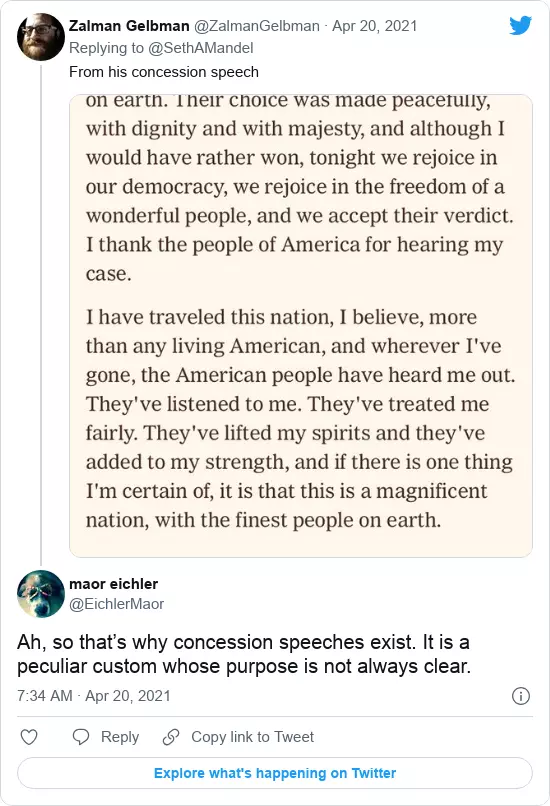 Zalman Gelbman @ZalmanGelbman · Apr 20, 2021
Replying to @SethAMandel
From his concession speech
on earth. Their choice was made peacefully,
with dignity and with majesty, and although I
would have rather won, tonight we rejoice in
our democracy, we rejoice in the freedom of a
wonderful people, and we accept their verdict.
I thank the people of America for hearing my
case.
I have traveled this nation, I believe, more
than any living American, and wherever I've
gone, the American people have heard me out.
They've listened to me. They've treated me
fairly. They've lifted my spirits and they've
added to my strength, and if there is one thing
I'm certain of, it is that this is a magnificent
nation, with the finest people on earth.
maor eichler
@EichlerMaor
Ah, so that’s why concession speeches exist. It is a
peculiar custom whose purpose is not always clear.
7:34 AM · Apr 20, 2021
Reply Copy link to Tweet
Explore what's happening on Twitter